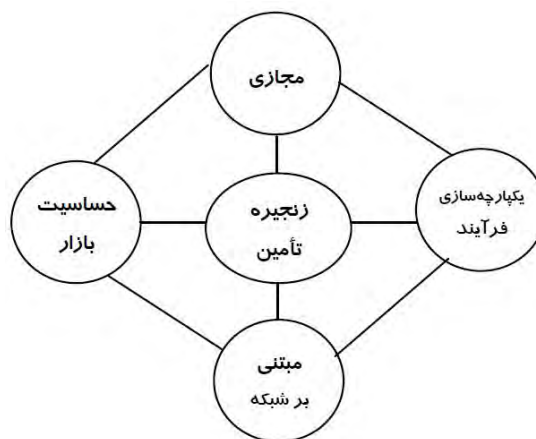 مجازی
یکپارچه‌سازی
فرآیند
زنجیره
تأمین
حساسیت
بازار
مبتنی
بر شبکه